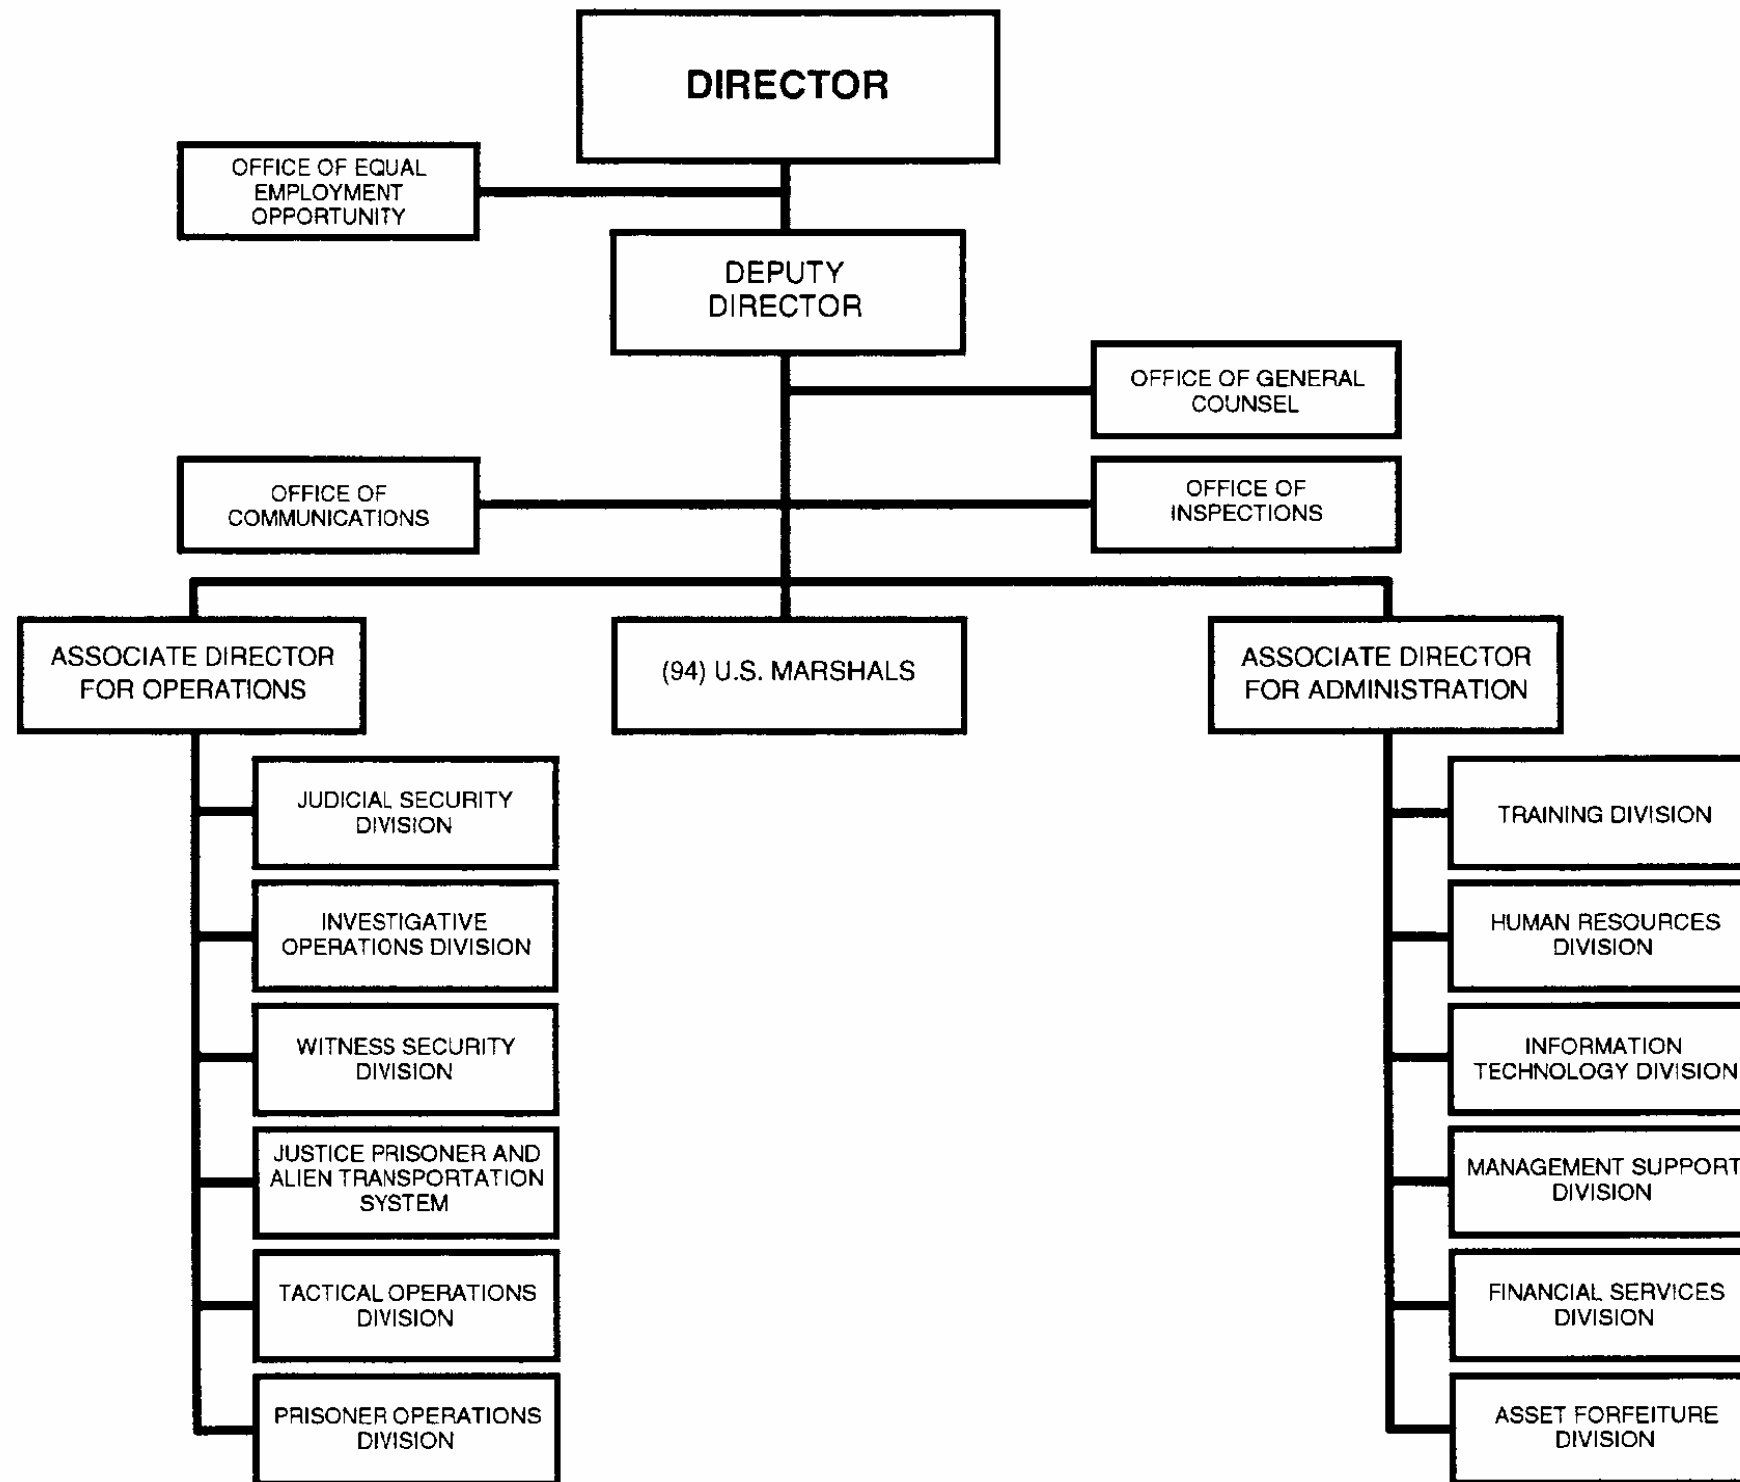 DIRECTOR
OFFICE OF EQUAL
EMPLOYMENT
OPPORTUNITY
DEPUTY
DIRECTOR
OFFICE OF GENERAL
COUNSEL
OFFICE OF
COMMUNICATIONS
OFFICE OF
INSPECTIONS
ASSOCIATE DIRECTOR
FOR OPERATIONS
(94) U.S. MARSHALS
ASSOCIATE DIRECTOR
FOR ADMINISTRATION
JUDICIAL SECURITY
DIVISION
INVESTIGATIVE
OPERATIONS DIVISION
WITNESS SECURITY
DIVISION
JUSTICE PRISONER AND
ALIEN TRANSPORTATION
SYSTEM
TACTICAL OPERATIONS
DIVISION
PRISONER OPERATIONS
DIVISION
TRAINING DIVISION
HUMAN RESOURCES
DIVISION
INFORMATION
TECHNOLOGY DIVISION
MANAGEMENT SUPPORT
DIVISION
FINANCIAL SERVICES
DIVISION
ASSET FORFEITURE
DIVISION